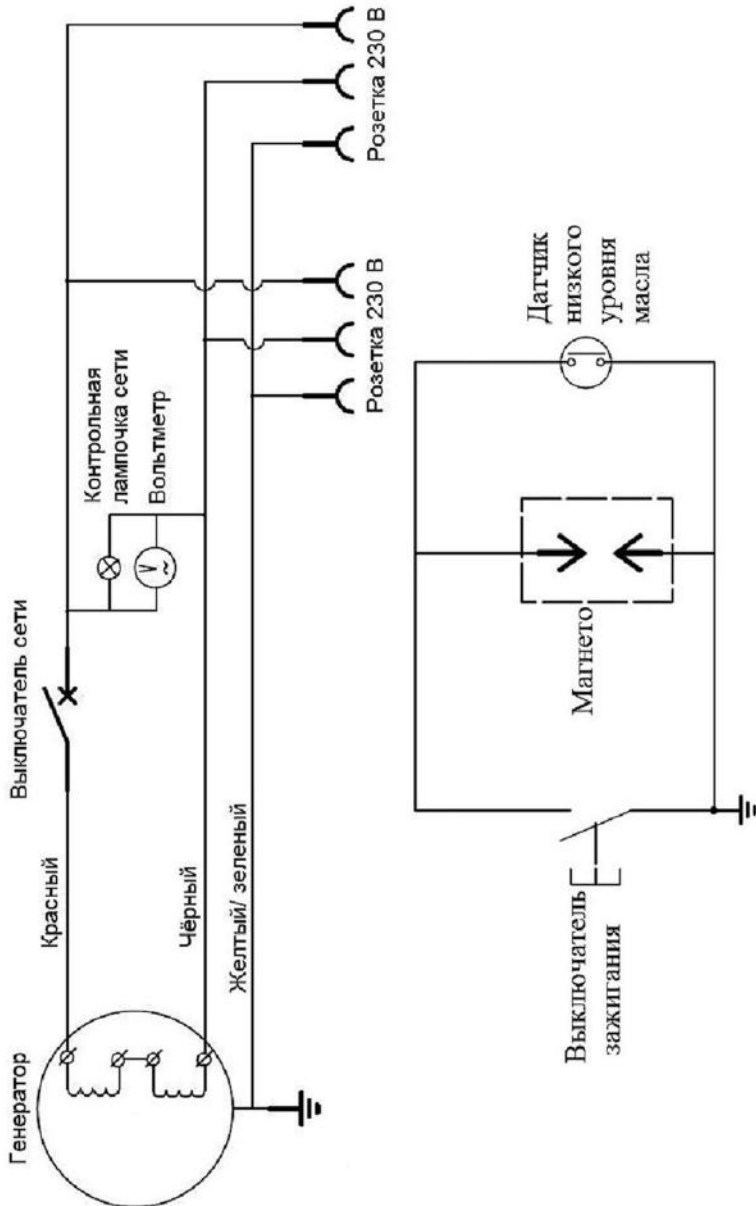 Генератор
Красный
Чёрный
Желтый/ зеленый
Выключатель сети
Контрольная
лампочка сети
Вольтметр
V
~
Розетка 230 В
Розетка 230 В
Выключатель
зажигания
Магнето
Датчик
низкого
уровня
масла